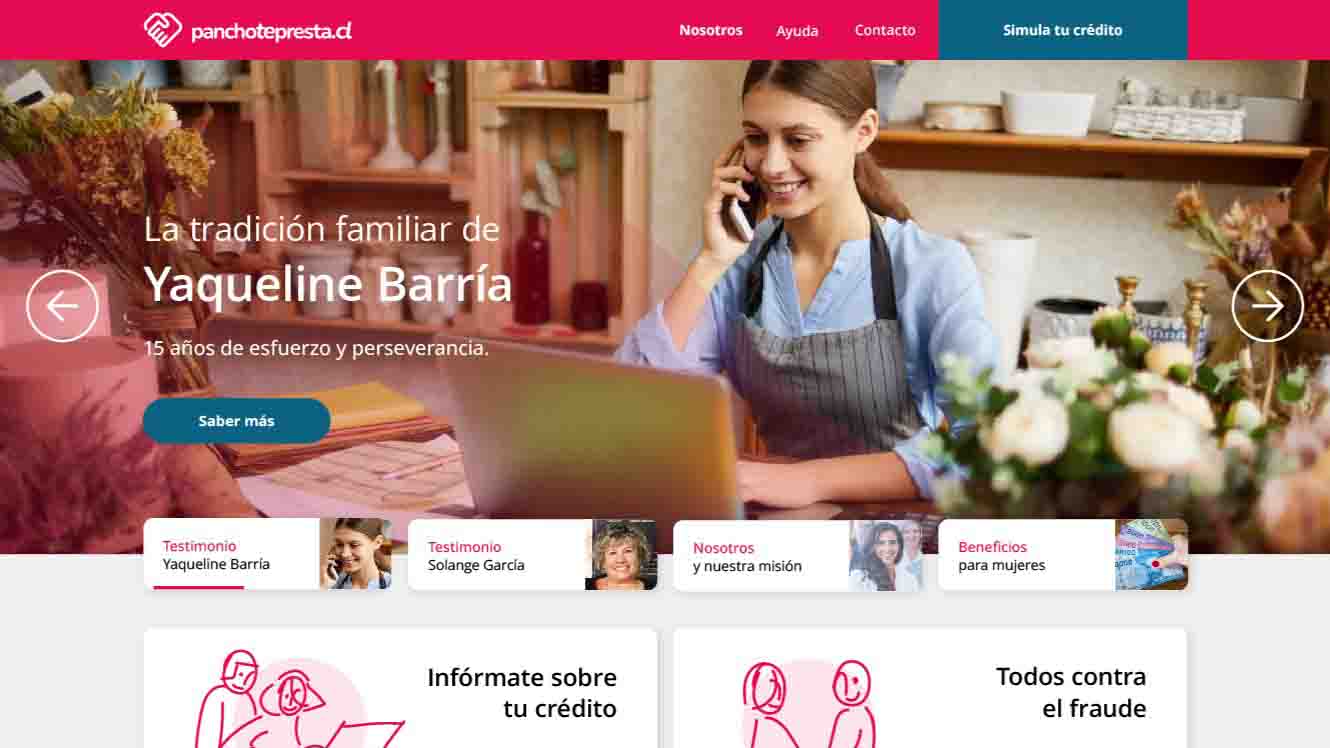 panchotepresta.cl
Nosotros
Ayuda
Contacto
Simula tu crédito
La tradición familiar de
Yaqueline Barría
15 años de esfuerzo y perseverancia.
Saber más
Testimonio
Yaqueline Barría
Testimonio
Solange García
Nosotros
y nuestra misión
Beneficios
para mujeres
Infórmate sobre
tu crédito
Todos contra
el fraude